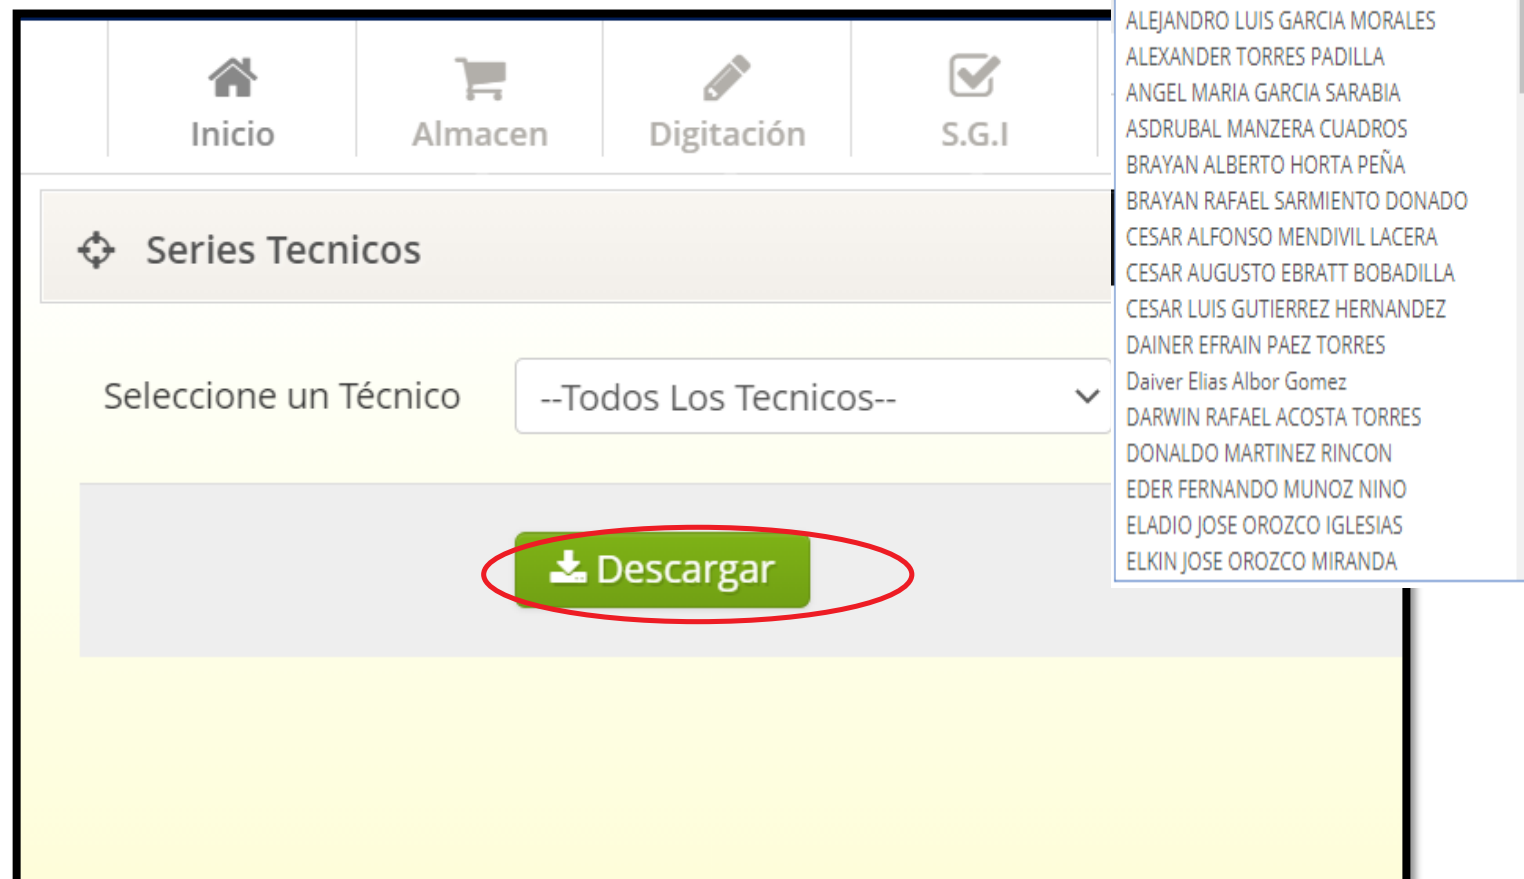 Inicio
Almacen
Digitación
S.G.I
Series Tecnicos
Seleccione un Técnico
--Todos Los Tecnicos--
Descargar
ALEJANDRO LUIS GARCIA MORALES
ALEXANDER TORRES PADILLA
ANGEL MARIA GARCIA SARABIA
ASDRUBAL MANZERA CUADROS
BRAYAN ALBERTO HORTA PEÑA
BRAYAN RAFAEL SARMIENTO DONADO
CESAR ALFONSO MENDIVIL LACERA
CESAR AUGUSTO EBRATT BOBADILLA
CESAR LUIS GUTIERREZ HERNANDEZ
DAINER EFRAIN PAEZ TORRES
Daiver Elias Albor Gomez
DARWIN RAFAEL ACOSTA TORRES
DONALDO MARTINEZ RINCON
EDER FERNANDO MUNOZ NINO
ELADIO JOSE OROZCO IGLESIAS
ELKIN JOSE OROZCO MIRANDA